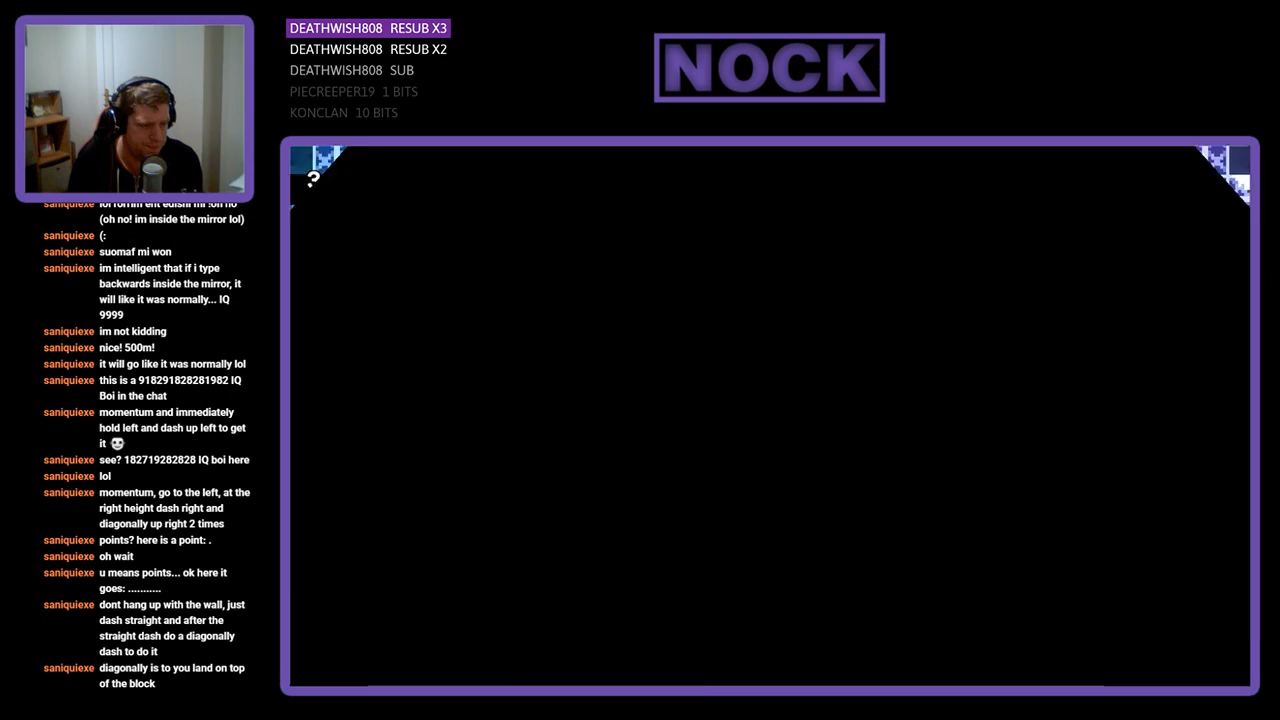 DEATHWISH808 RESUB X3
DEATHWISH808 RESUB X2
DEATHWISH808 SUB
PIECREEPER19 1 BITS
KONCLAN 10 BITS
NOCK
?
(oh no! im inside the mirror lol)
saniquiexe (:
saniquiexe suomaf mi won
saniquiexe im intelligent that if i type
backwards inside the mirror, it
will like it was normally... IQ
9999
saniquiexe im not kidding
saniquiexe nice! 500m!
saniquiexe it will go like it was normally lol
saniquiexe this is a 918291828281982 IQ
Boi in the chat
saniquiexe momentum and immediately
hold left and dash up left to get
it
saniquiexe see? 182719282828 IQ boi here
saniquiexe lol
saniquiexe momentum, go to the left, at the
right height dash right and
diagonally up right 2 times
saniquiexe points? here is a point: .
saniquiexe oh wait
saniquiexe u means points... ok here it
goes: ...........
saniquiexe dont hang up with the wall, just
dash straight and after the
straight dash do a diagonally
dash to do it
saniquiexe diagonally is to you land on top
of the block